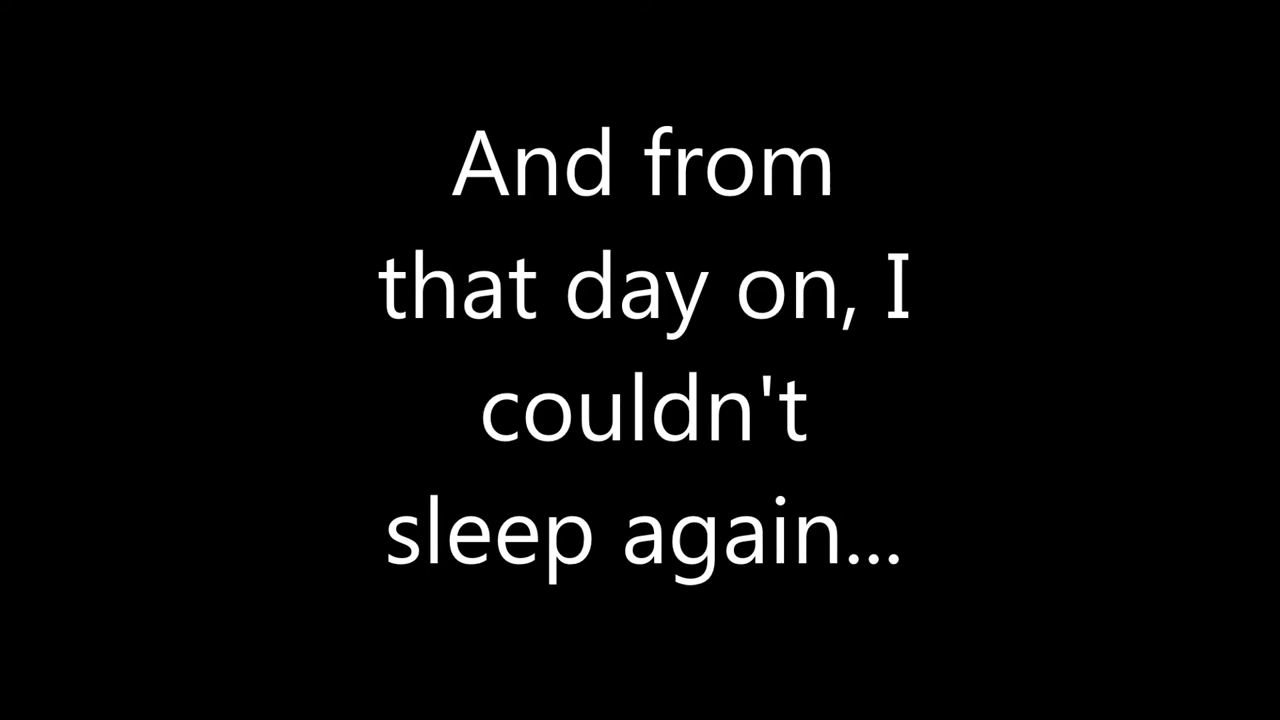 And from
that day on, I
couldn't
sleep again...